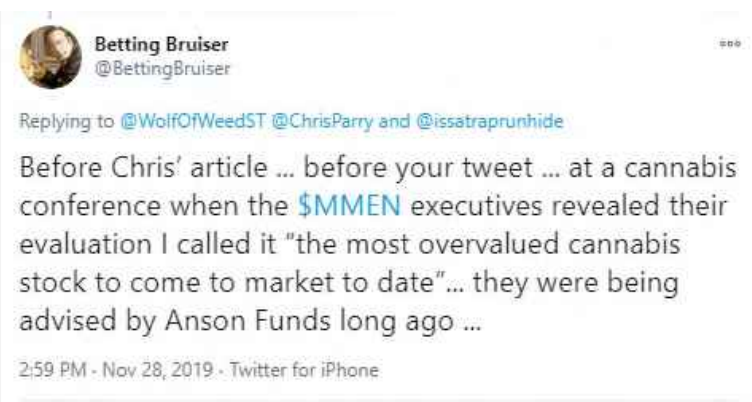 Betting Bruiser
@BettingBruiser
Replying to @WolfOfWeedST @ChrisParry and @issatraprunhide
Before Chris’ article ... before your tweet ... at a cannabis
conference when the $MMEN executives revealed their
evaluation I called it “the most overvalued cannabis
stock to come to market to date”... they were being
advised by Anson Funds long ago ...
2:59 PM · Nov 28, 2019 · Twitter for iPhone